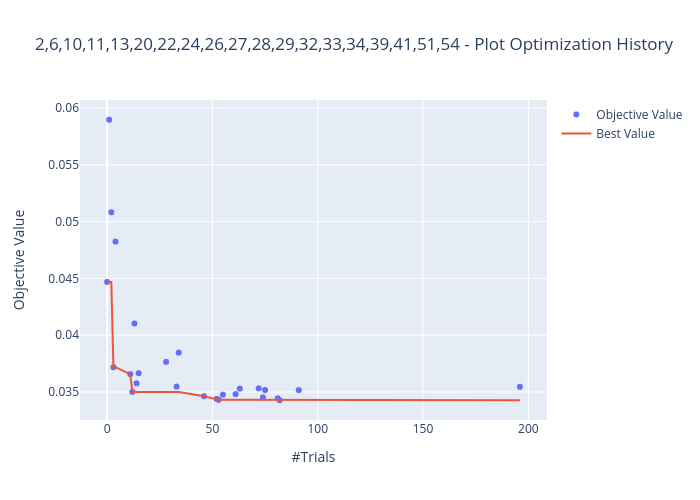 2,6,10,11,13,20,22,24,26,27,28,29,32,33,34,39,41,51,54 - Plot Optimization History
Objective Value
Best Value
0.06
0.055
0.05
0.045
0.04
0.035
Objective Value
0
50
100
150
200
#Trials